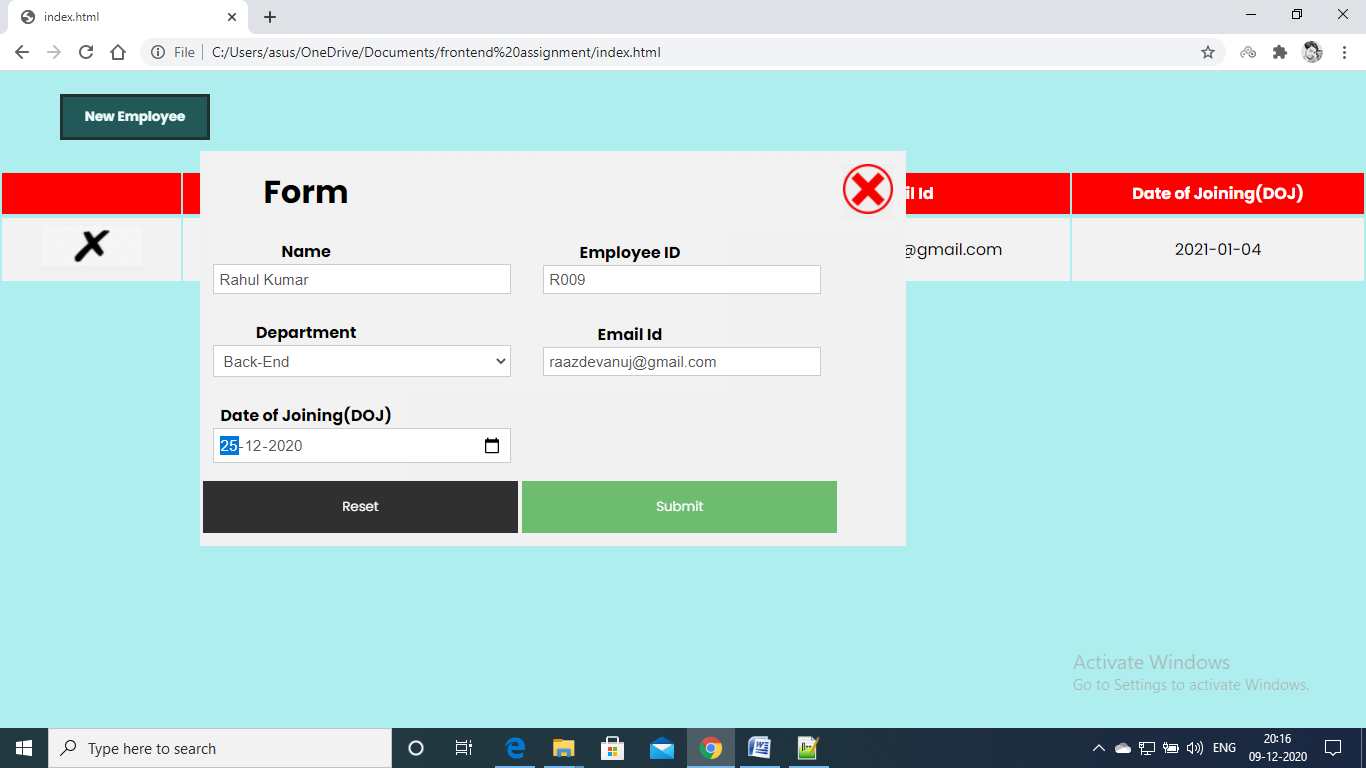 index.html
File
C:/Users/asus/OneDrive/Documents/frontend%20assignment/index.html
New Employee
Form
il Id
Date of Joining(DOJ)
Name
Employee ID
@gmail.com
2021-01-04
Rahul Kumar
R009
Department
Email Id
Back-End
raazdevanuj@gmail.com
Date of Joining(DOJ)
25-12-2020
Reset
Submit
Activate Windows
Go to Settings to activate Windows.
Type here to search
ENG
20:16
09-12-2020